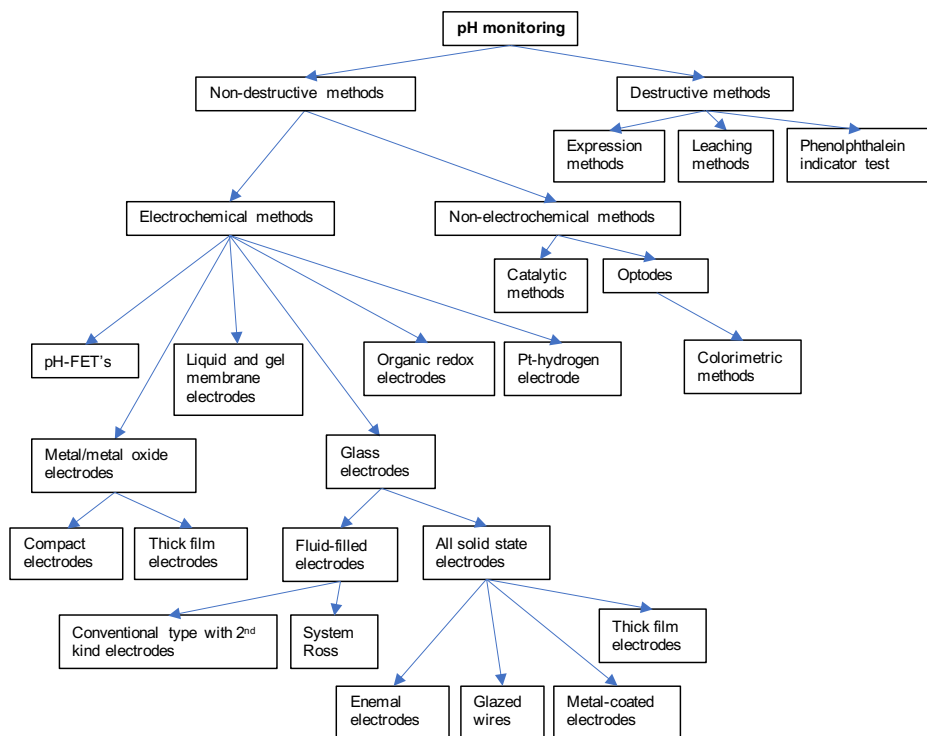 pH monitoring
Non-destructive methods
Destructive methods
Expression
methods
Leaching
methods
Phenolphthalein
indicator test
Electrochemical methods
Non-electrochemical methods
Catalytic
methods
Optodes
pH-FET's
Liquid and gel
membrane
electrodes
Organic redox
electrodes
Pt-hydrogen
electrode
Colorimetric
methods
Metal/metal oxide
electrodes
Glass
electrodes
Compact
electrodes
Thick film
electrodes
Fluid-filled
electrodes
All solid state
electrodes
Conventional type with 2nd
kind electrodes
System
Ross
Thick film
electrodes
Enemal
electrodes
Glazed
wires
Metal-coated
electrodes